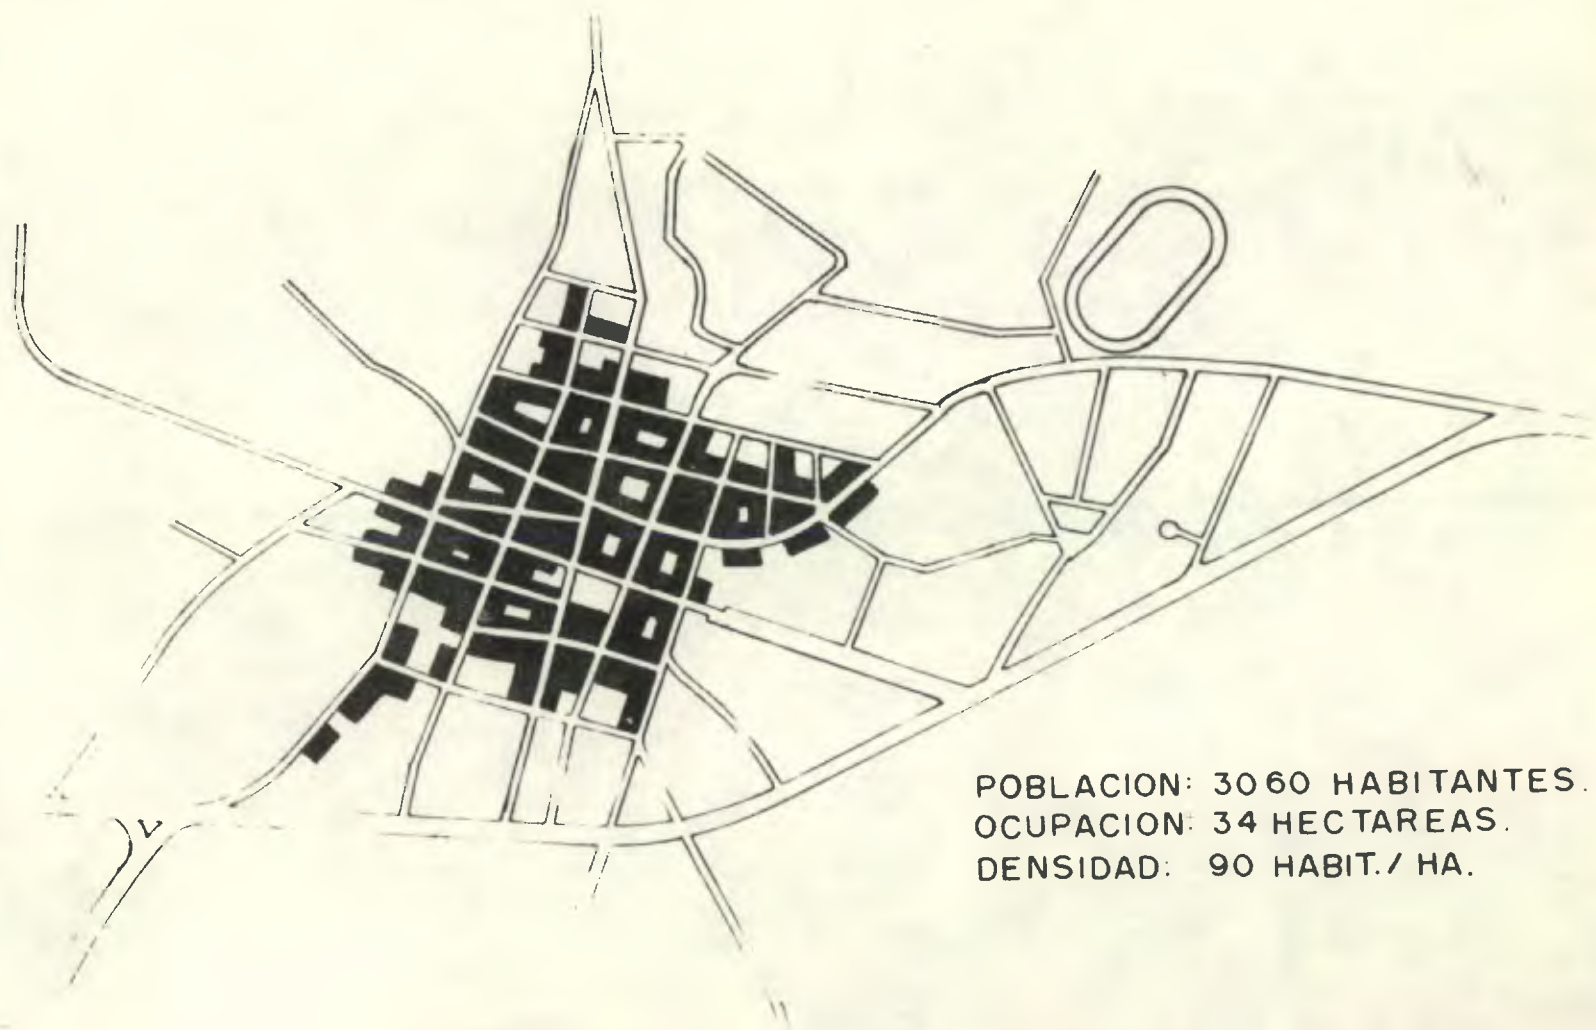 POBLACION: 3060 HABITANTES.
OCUPACION: 34 HECTAREAS.
DENSIDAD: 90 HABIT./ HA.